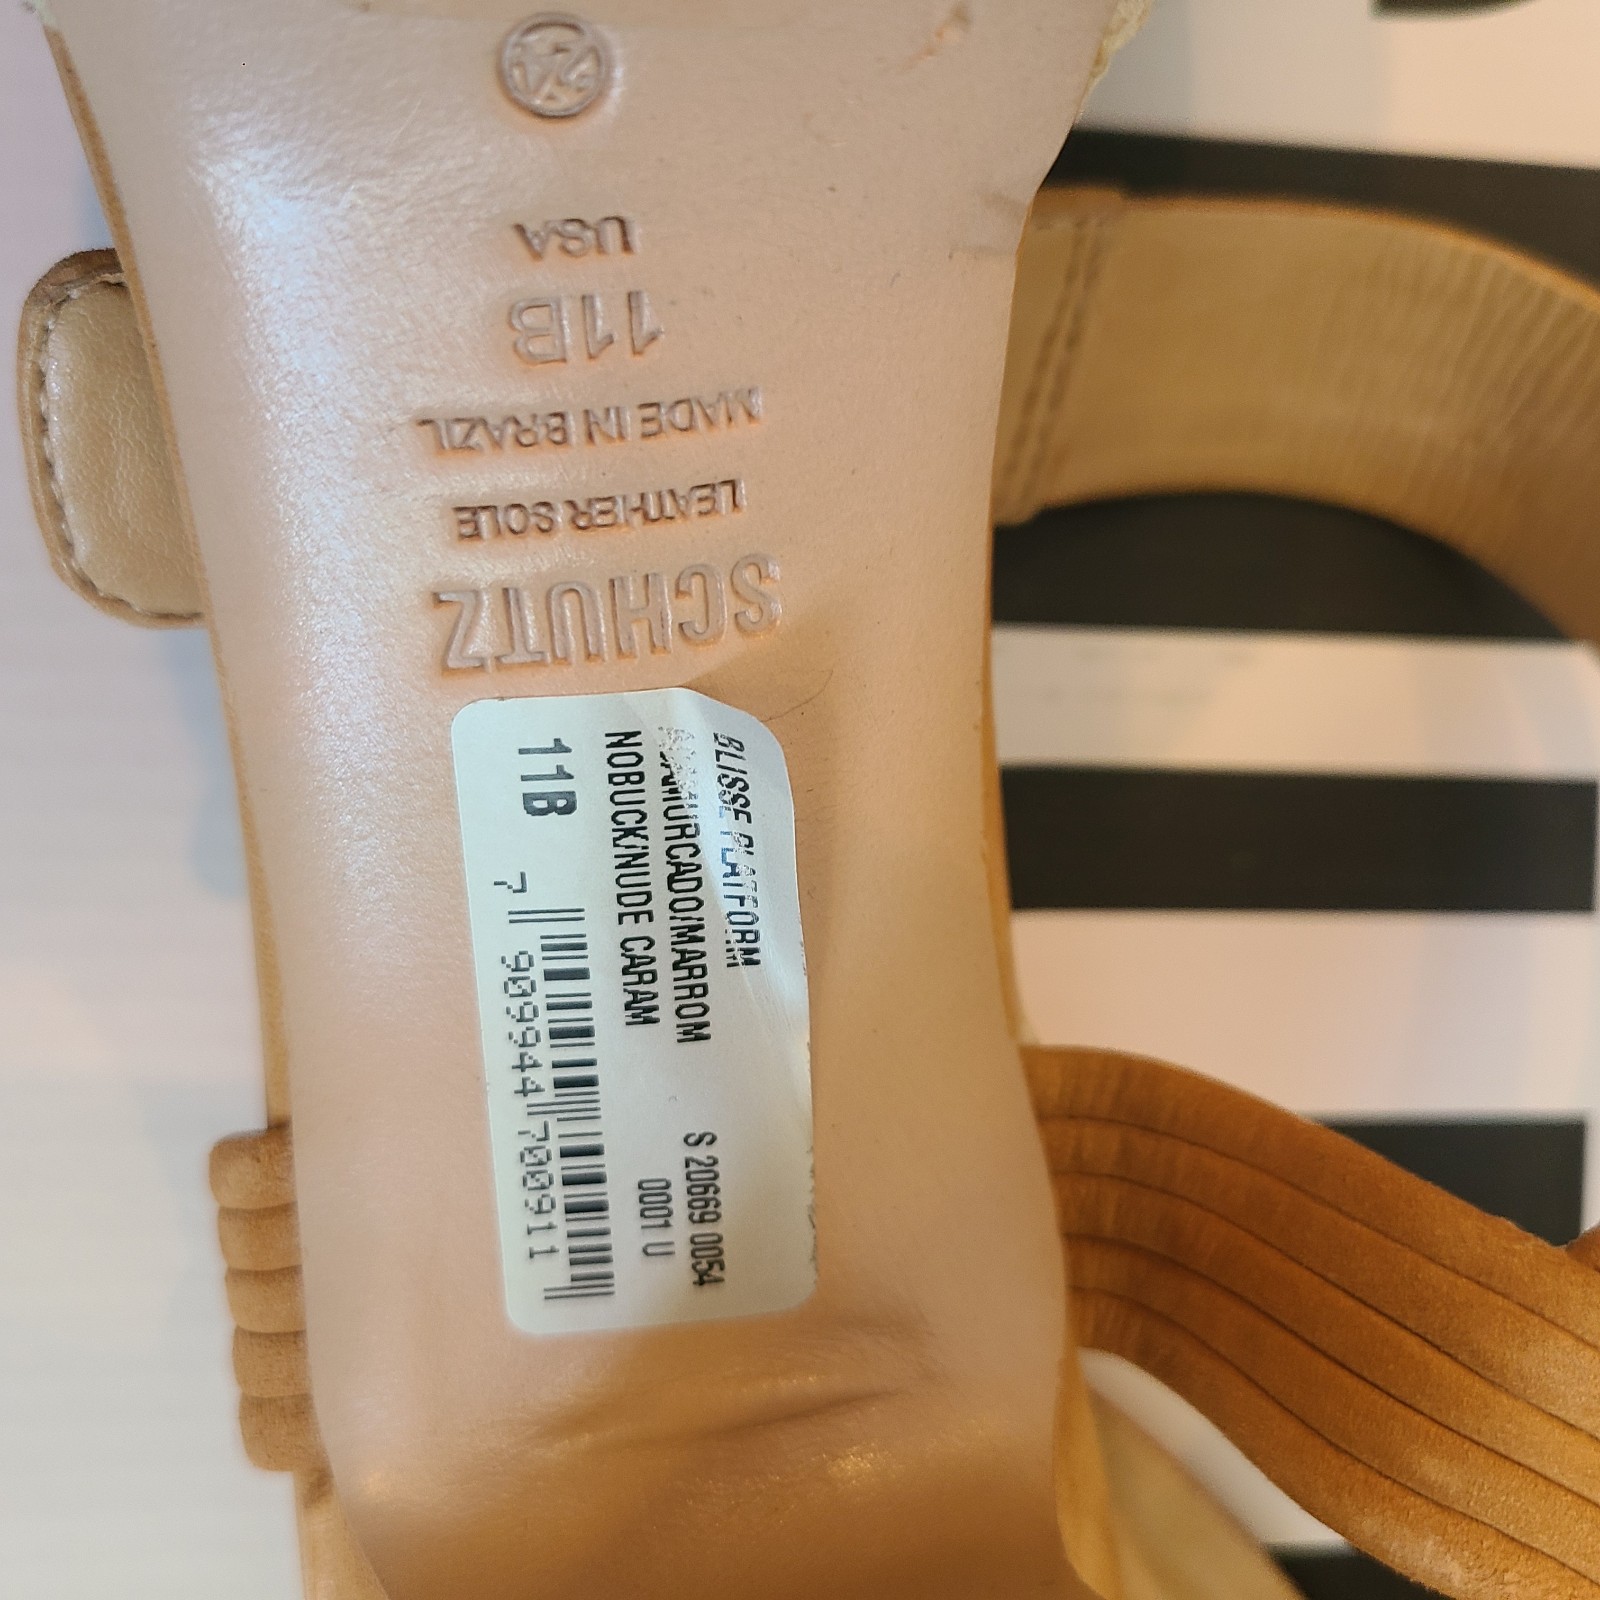 SCHUTZ
LEATHER SOLE
MADE IN BRAZIL
11B
USA
BLISSE PLATFORM
S 20669 0054
NOBUCK/NUDE CARAM
0001 U
11B
7 909944 700911